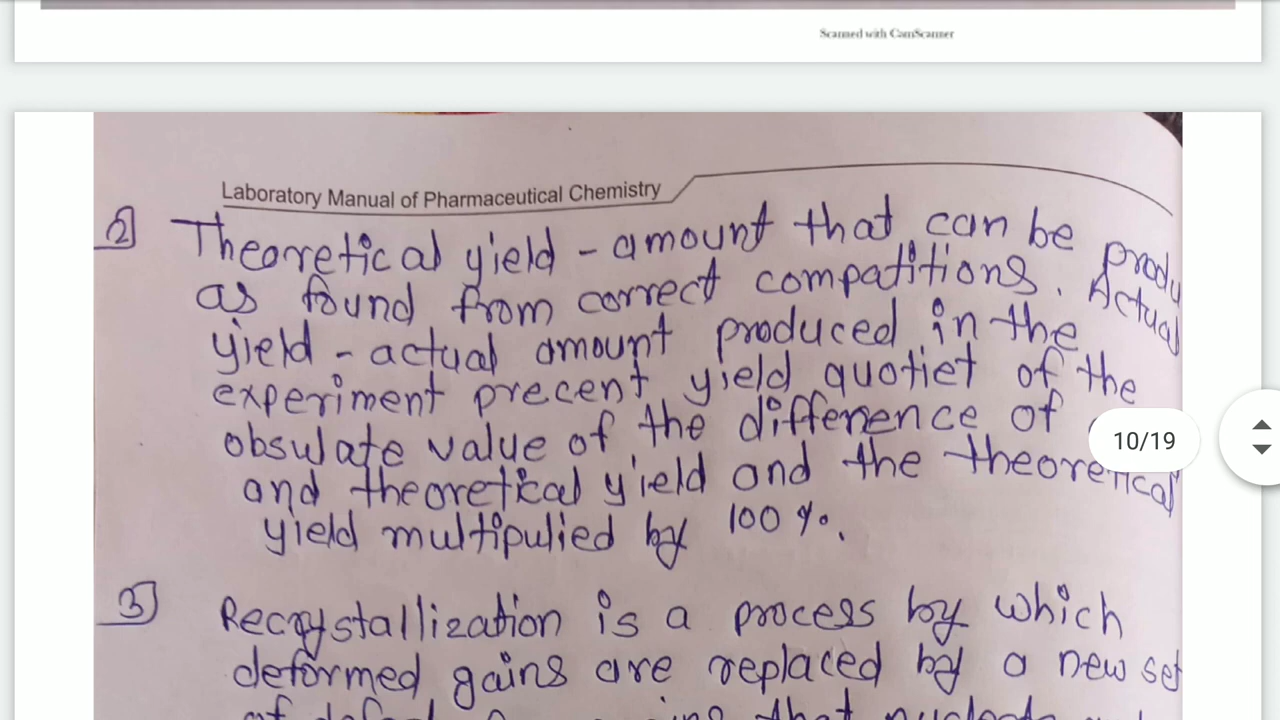 Scanned with CamScanner
Laboratory Manual of Pharmaceutical Chemistry
2 Theoretical yield - amount that can be produ
as found from correct compatitions. Actual
yield - actual amount produced in the
experiment precent yield quotiet of the
obsulate value of the difference of
and theoretical yield and the theoretical
yield multipulied by 100%.
10/19
3 Recrystallization is a process by which
deformed gains are replaced by a new set
of that